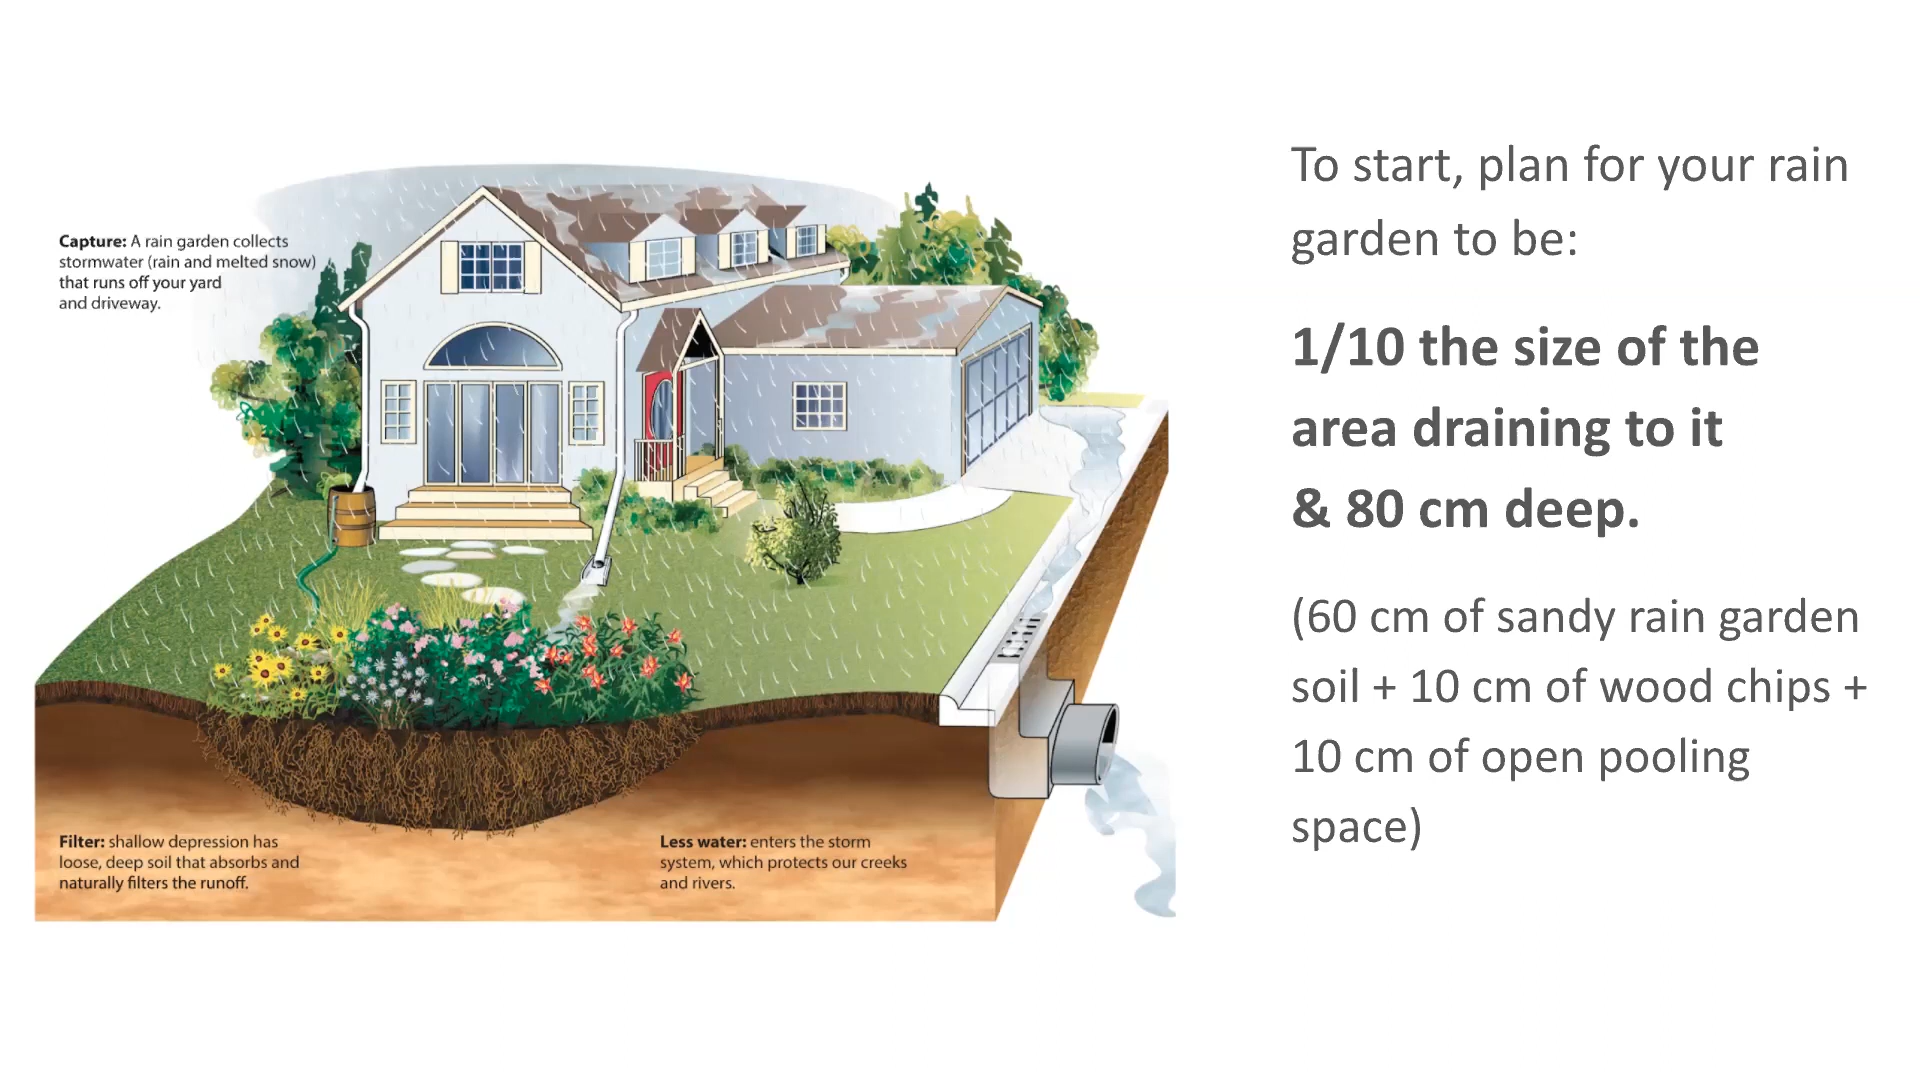 Capture: A rain garden collects
stormwater (rain and melted snow)
that runs off your yard
and driveway.
Filter: shallow depression has
loose, deep soil that absorbs and
naturally filters the runoff.
Less water: enters the storm
system, which protects our creeks
and rivers.
To start, plan for your rain
garden to be:
1/10 the size of the
area draining to it
& 80 cm deep.
(60 cm of sandy rain garden
soil + 10 cm of wood chips +
10 cm of open pooling
space)